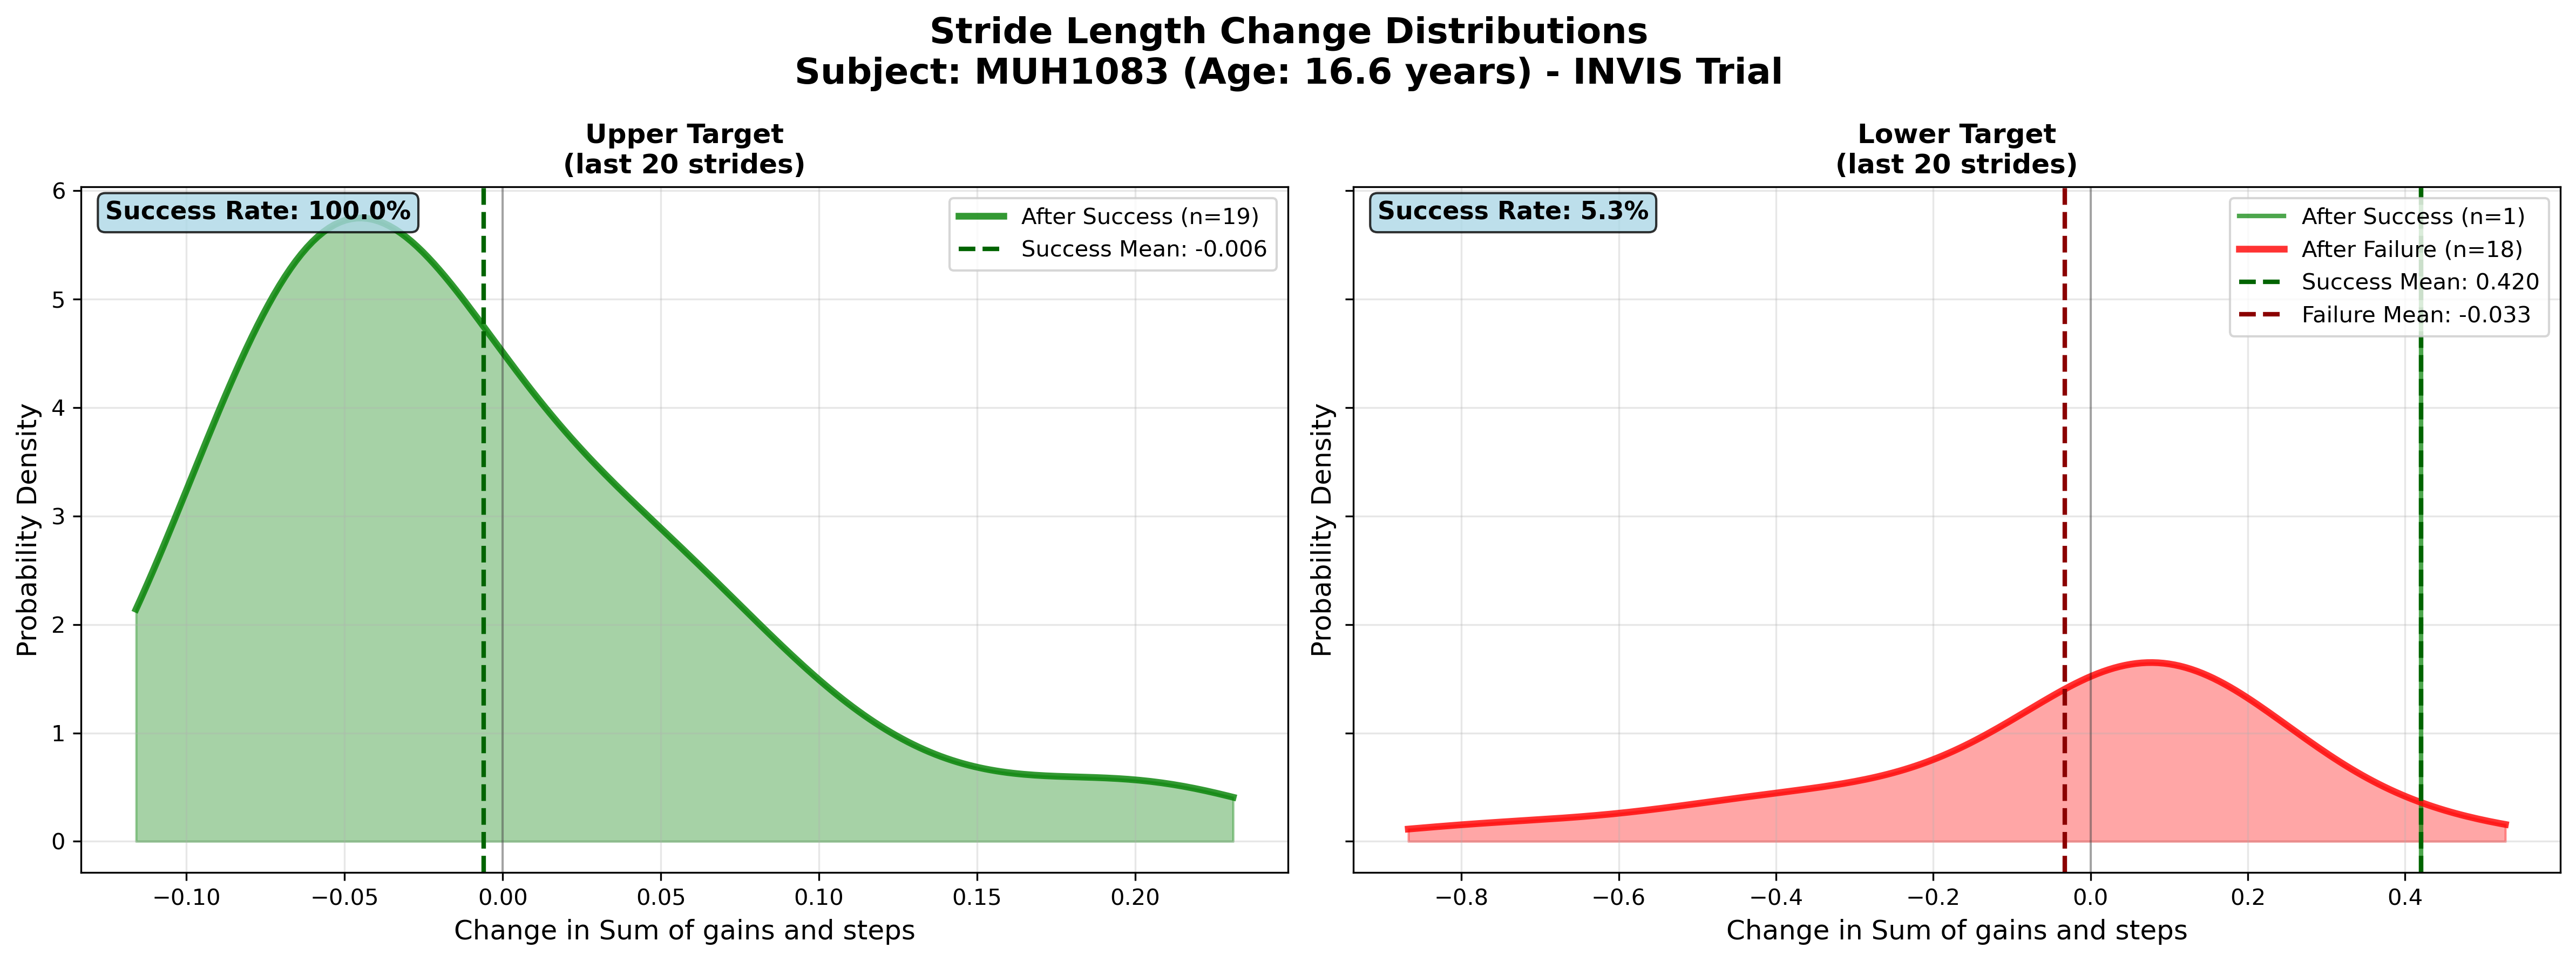 Stride Length Change Distributions
Subject: MUH1083 (Age: 16.6 years) - INVIS Trial
Upper Target
(last 20 strides)
Success Rate: 100.0%
After Success (n=19)
Success Mean: -0.006
Probability Density
6
5
4
3
2
1
0
−0.10
−0.05
0.00
0.05
0.10
0.15
0.20
Change in Sum of gains and steps
Lower Target
(last 20 strides)
Success Rate: 5.3%
After Success (n=1)
After Failure (n=18)
Success Mean: 0.420
Failure Mean: -0.033
Probability Density
−0.8
−0.6
−0.4
−0.2
0.0
0.2
0.4
Change in Sum of gains and steps